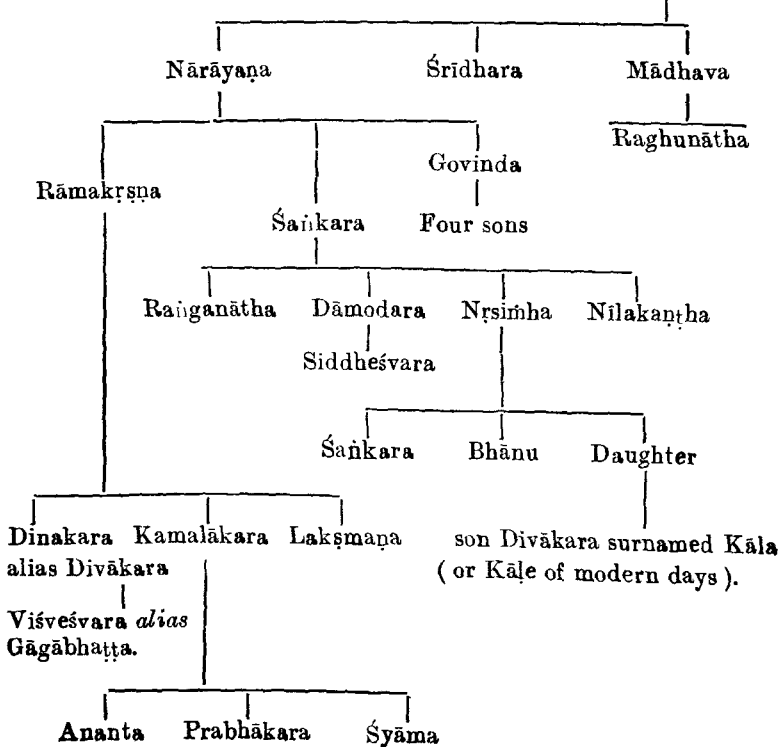 Nārāyaṇa Śrīdhara Mādhava
Raghunātha
Govinda
Rāmakṛṣṇa
Śaṅkara Four sons
Raṅganātha Dāmodara Nṛsiṁha Nīlakaṇṭha
Siddheśvara
Śaṅkara Bhānu Daughter
Dinakara Kamalākara Lakṣmaṇa son Divākara surnamed Kāla
alias Divākara ( or Kāḷe of modern days ).
Viśveśvara alias
Gāgābhaṭṭa.
Ananta Prabhākara Śyāma